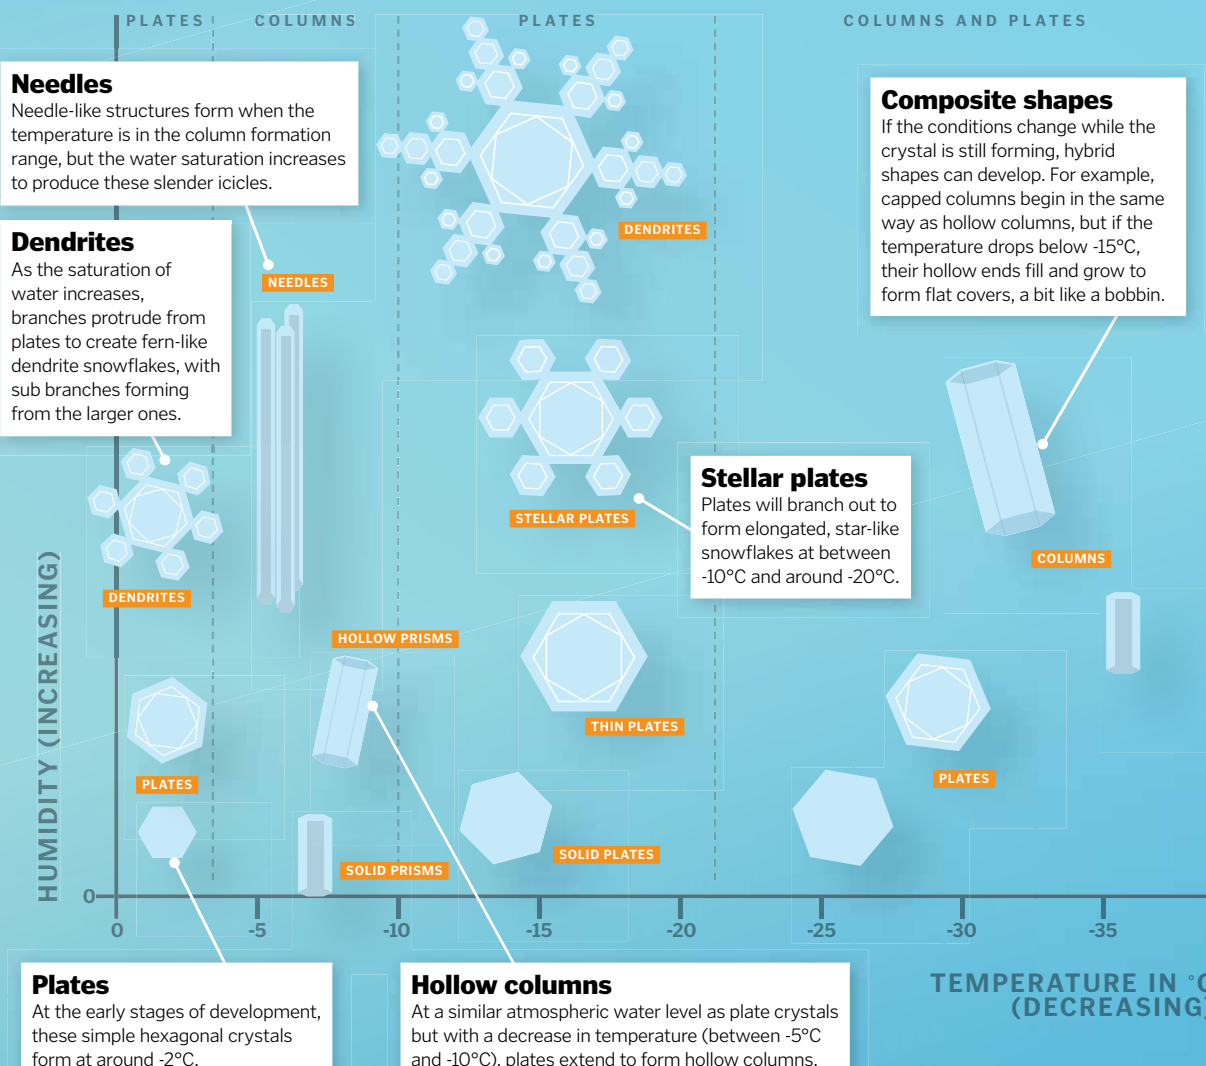 PLATES
COLUMNS
PLATES
COLUMNS AND PLATES
Needles
Needle-like structures form when the
temperature is in the column formation
range, but the water saturation increases
to produce these slender icicles.
Composite shapes
If the conditions change while the
crystal is still forming, hybrid
shapes can develop. For example,
capped columns begin in the same
way as hollow columns, but if the
temperature drops below -15°C,
their hollow ends fill and grow to
form flat covers, a bit like a bobbin.
Dendrites
As the saturation of
water increases,
branches protrude from
plates to create fern-like
dendrite snowflakes, with
sub branches forming
from the larger ones.
DENDRITES
NEEDLES
Stellar plates
Plates will branch out to
form elongated, star-like
snowflakes at between
-10°C and around -20°C.
STELLAR PLATES
COLUMNS
DENDRITES
HOLLOW PRISMS
THIN PLATES
PLATES
PLATES
SOLID PLATES
SOLID PRISMS
HUMIDITY (INCREASING)
0
0
-5
-10
-15
-20
-25
-30
-35
TEMPERATURE IN °C
(DECREASING)
Plates
At the early stages of development,
these simple hexagonal crystals
form at around -2°C.
Hollow columns
At a similar atmospheric water level as plate crystals
but with a decrease in temperature (between -5°C
and -10°C), plates extend to form hollow columns.